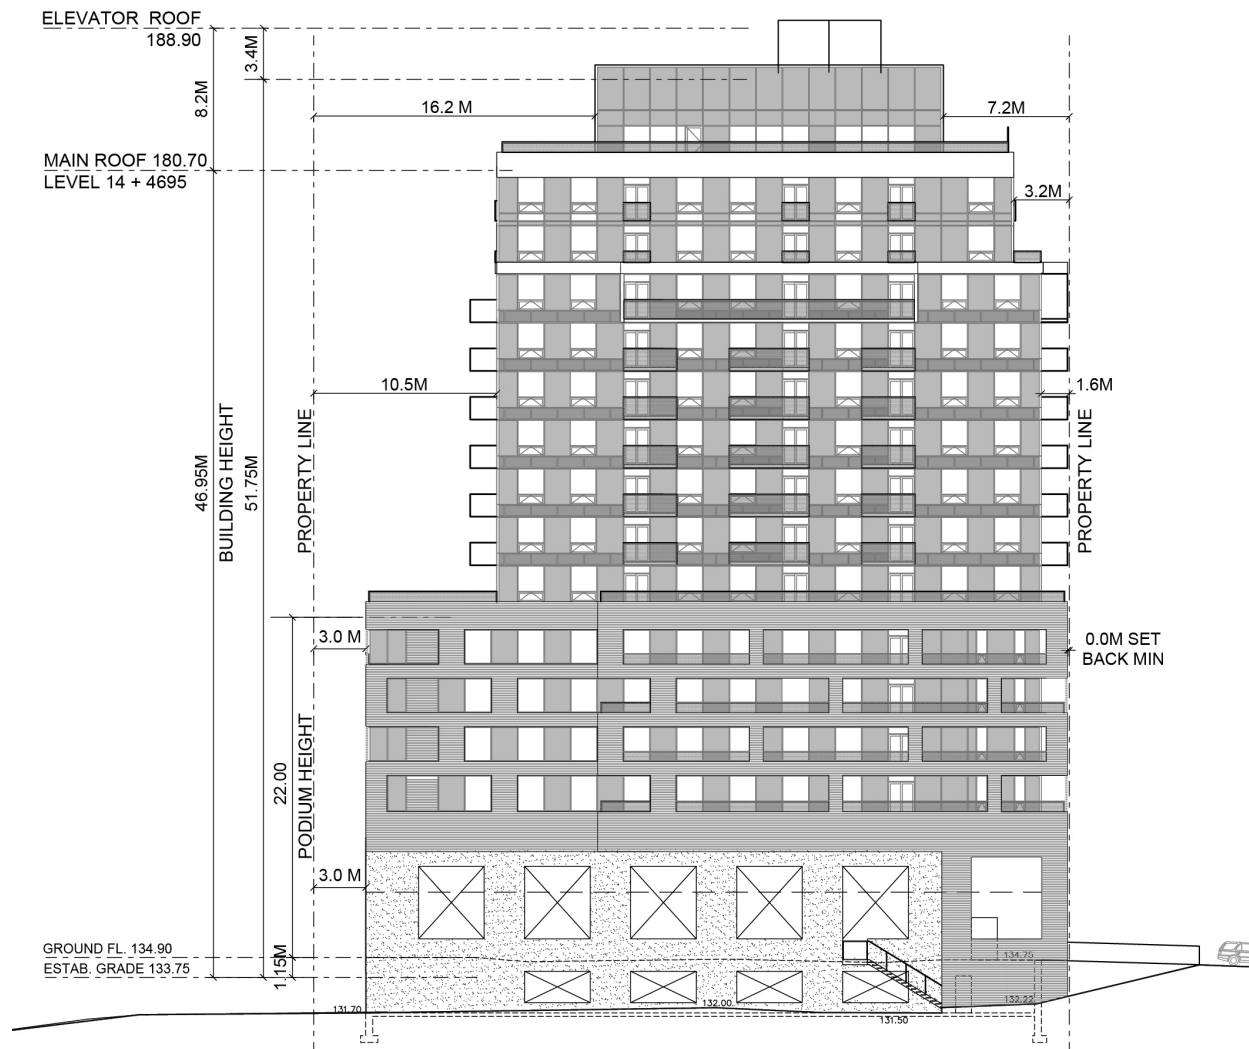 ELEVATOR ROOF
188.90
3.4M
8.2M
16.2 M
7.2M
MAIN ROOF 180.70
LEVEL 14 + 4695
3.2M
10.5M
1.6M
PROPERTY LINE
PROPERTY LINE
46.95M
BUILDING HEIGHT
51.75M
3.0 M
0.0M SET
BACK MIN
22.00
PODIUM HEIGHT
3.0 M
GROUND FL. 134.90
ESTAB. GRADE 133.75
1.15M
134.75
131.70
132.00
132.22
131.50